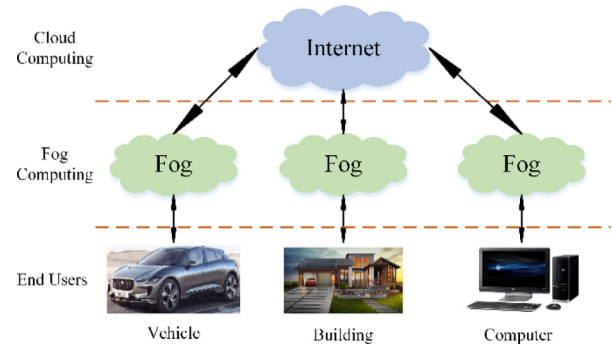 Cloud
Computing
Internet
Fog
Computing
Fog
Fog
Fog
End Users
Vehicle
Building
Computer